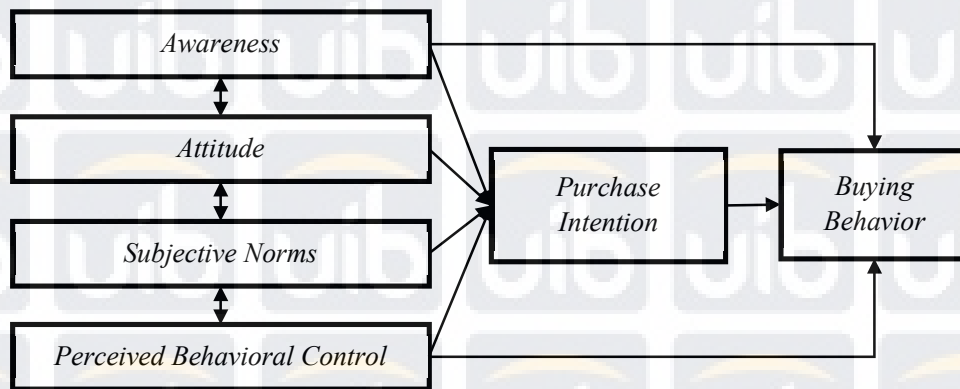 Awareness
Attitude
Subjective Norms
Perceived Behavioral Control
Purchase
Intention
Buying
Behavior